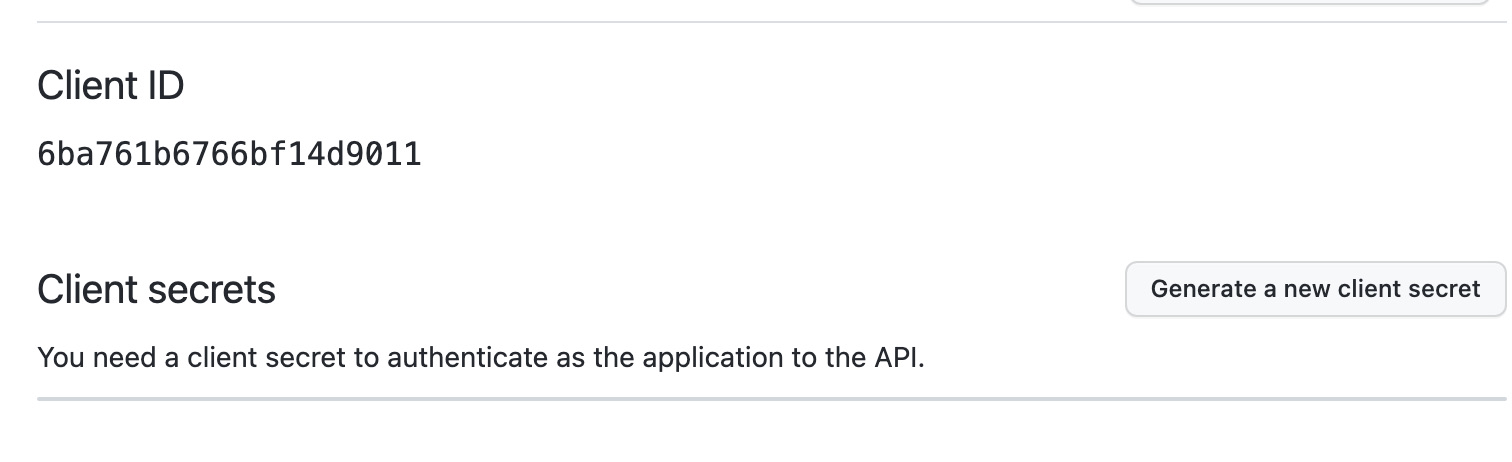 Client ID
6ba761b6766bf14d9011
Client secrets
Generate a new client secret
You need a client secret to authenticate as the application to the API.